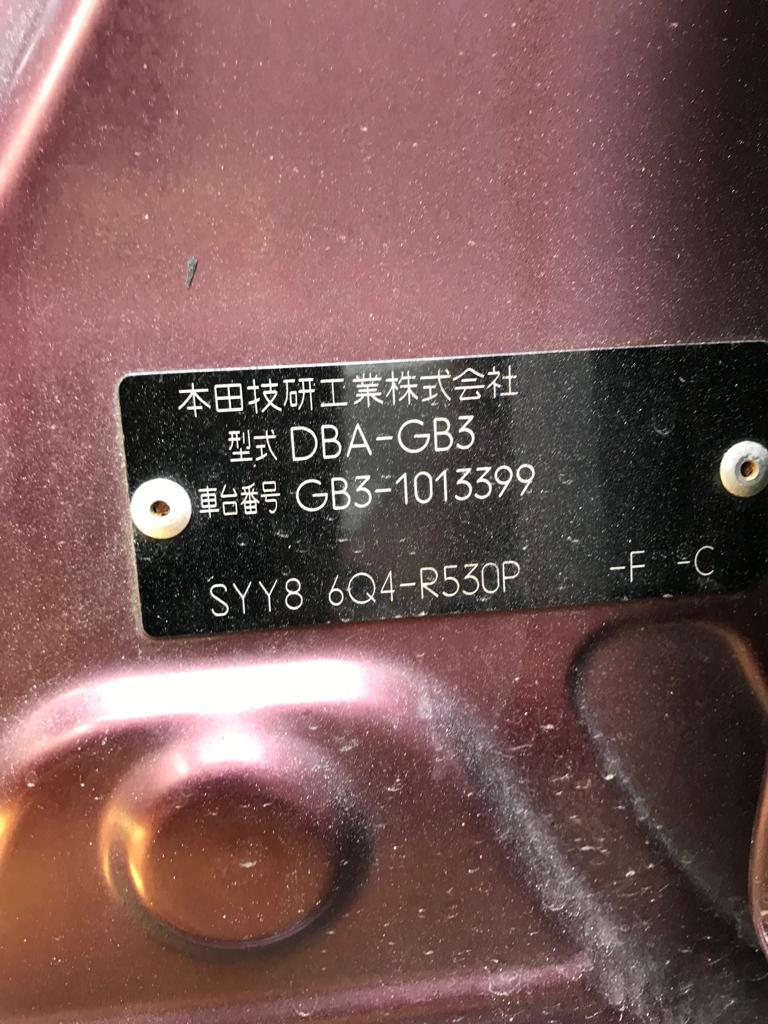 本田技研工業株式会社
型式 DBA-GB3
車台番号 GB3-1013399
SYY8 6Q4-R530P -F -C